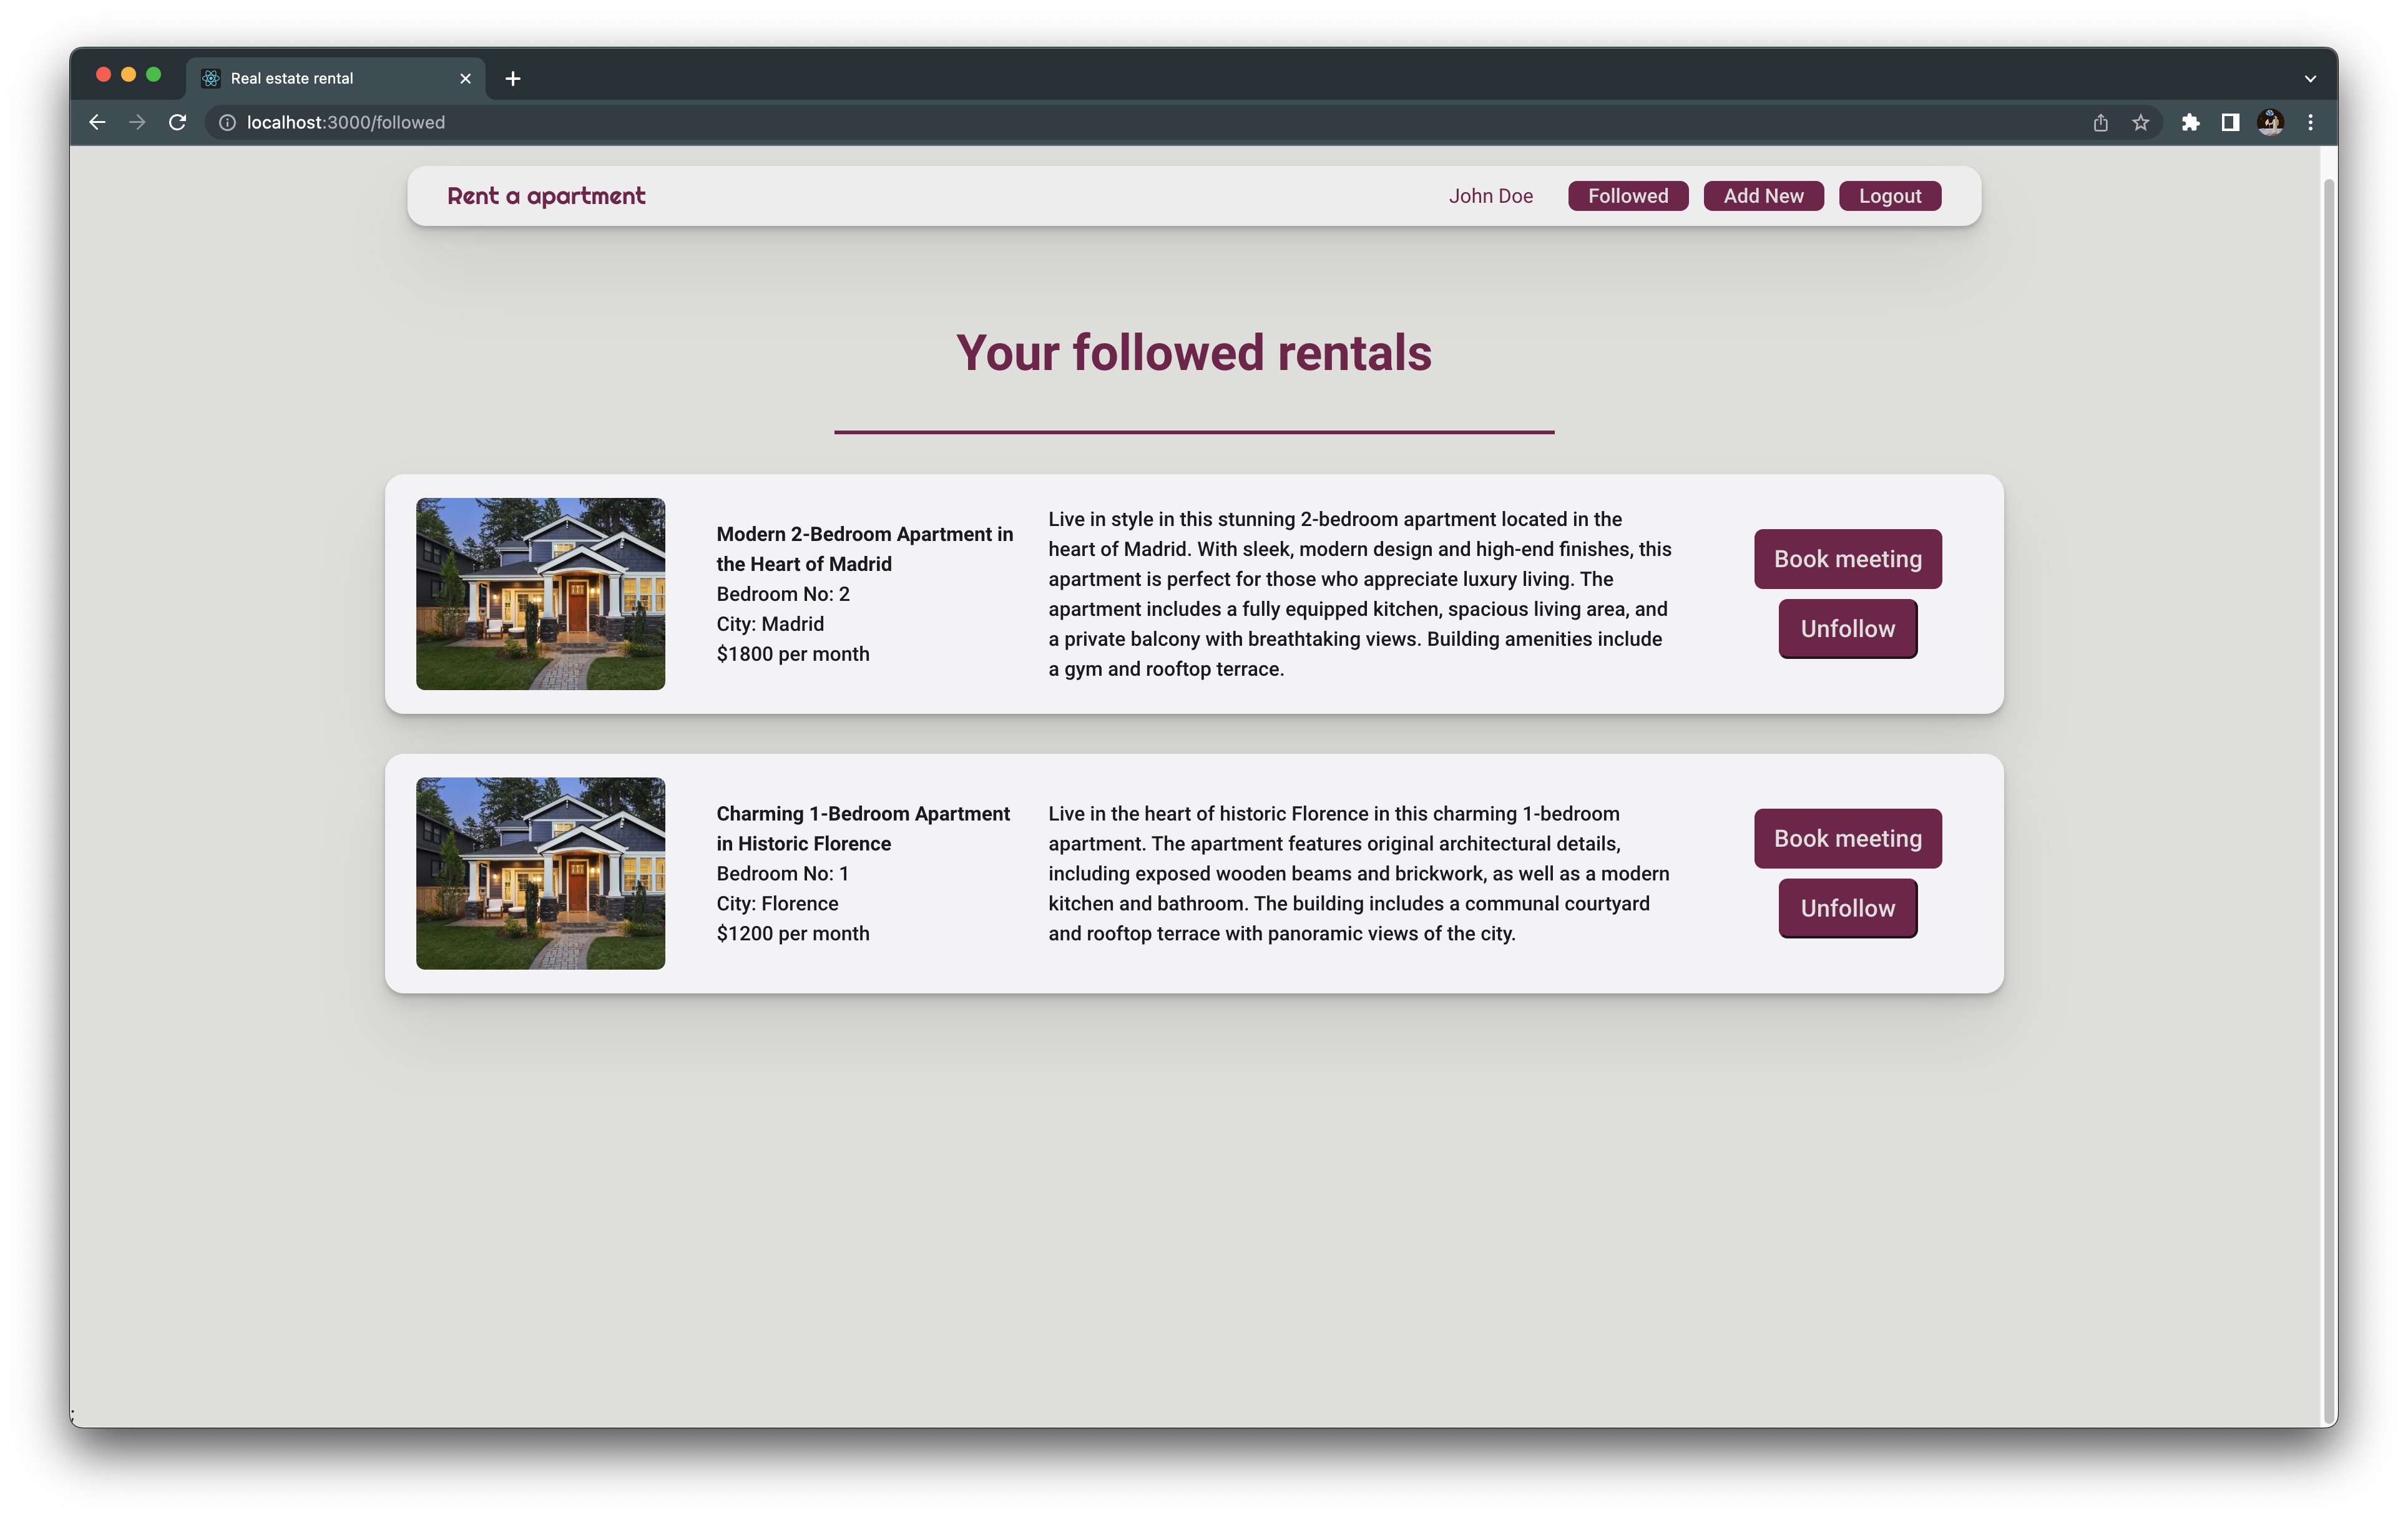 Real estate rental
localhost:3000/followed
Rent a apartment
John Doe
Followed
Add New
Logout
Your followed rentals
Modern 2-Bedroom Apartment in
the Heart of Madrid
Bedroom No: 2
City: Madrid
$1800 per month
Live in style in this stunning 2-bedroom apartment located in the
heart of Madrid. With sleek, modern design and high-end finishes, this
apartment is perfect for those who appreciate luxury living. The
apartment includes a fully equipped kitchen, spacious living area, and
a private balcony with breathtaking views. Building amenities include
a gym and rooftop terrace.
Book meeting
Unfollow
Charming 1-Bedroom Apartment
in Historic Florence
Bedroom No: 1
City: Florence
$1200 per month
Live in the heart of historic Florence in this charming 1-bedroom
apartment. The apartment features original architectural details,
including exposed wooden beams and brickwork, as well as a modern
kitchen and bathroom. The building includes a communal courtyard
and rooftop terrace with panoramic views of the city.
Book meeting
Unfollow
;